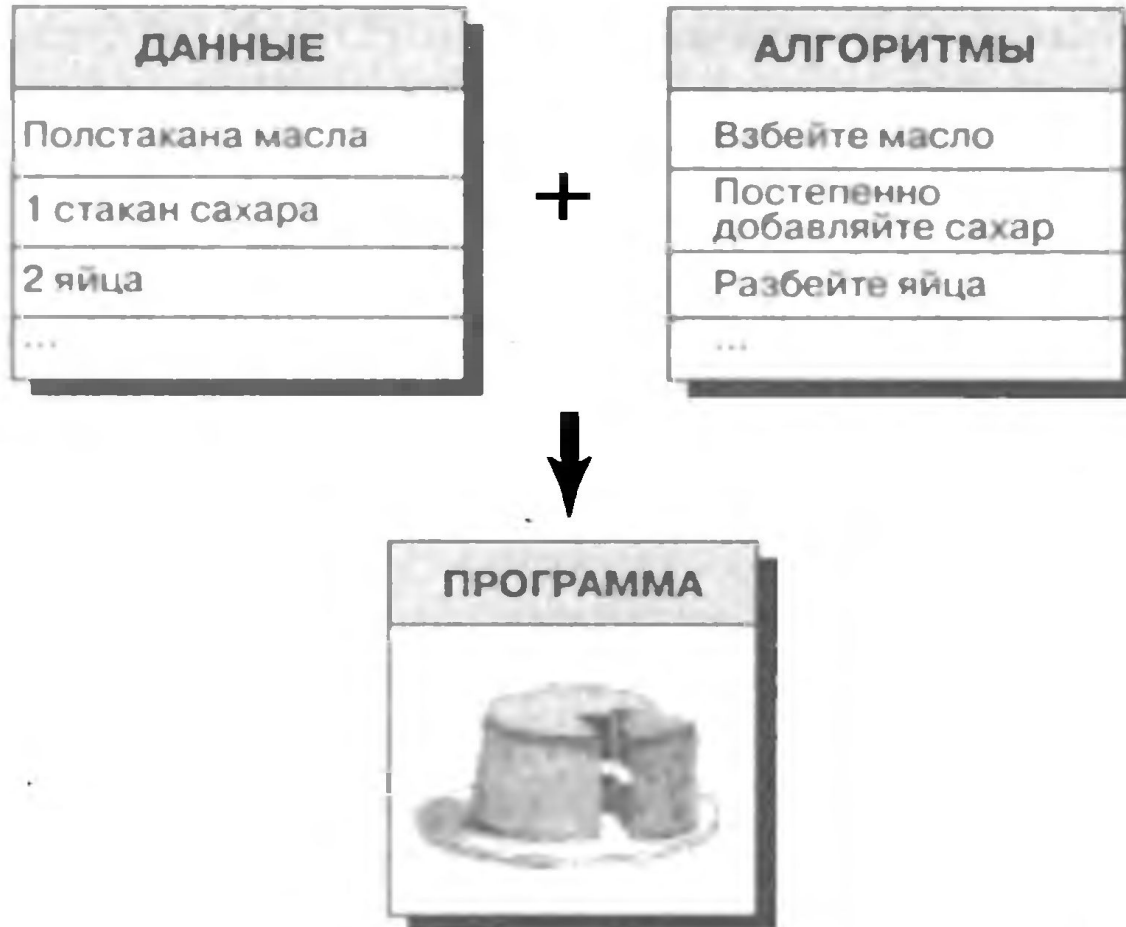 ДАННЫЕ
Полстакана масла
1 стакан сахара
2 яйца
...
+
АЛГОРИТМЫ
Взбейте масло
Постепенно
добавляйте сахар
Разбейте яйца
...
ПРОГРАММА